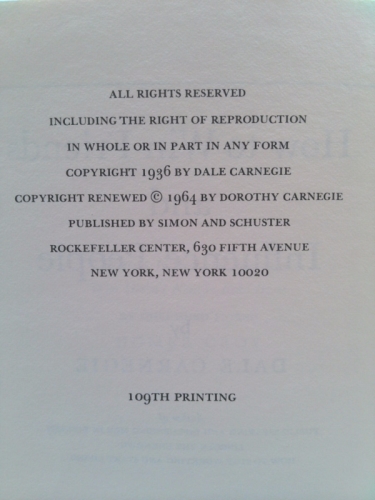 ALL RIGHTS RESERVED
INCLUDING THE RIGHT OF REPRODUCTION
IN WHOLE OR IN PART IN ANY FORM
COPYRIGHT 1936 BY DALE CARNEGIE
COPYRIGHT RENEWED © 1964 BY DOROTHY CARNEGIE
PUBLISHED BY SIMON AND SCHUSTER
ROCKEFELLER CENTER, 630 FIFTH AVENUE
NEW YORK, NEW YORK 10020
109TH PRINTING